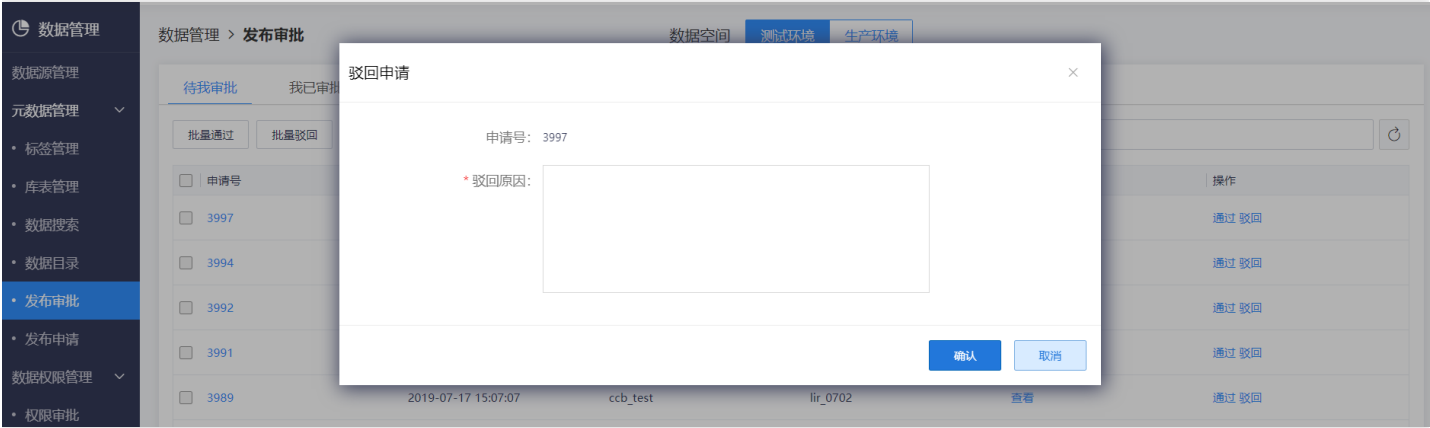 数据管理
数据管理 > 发布审批
数据空间 测试环境 生产环境
数据源管理
元数据管理
• 标签管理
• 库表管理
• 数据搜索
• 数据目录
• 发布审批
• 发布申请
数据权限管理
• 权限审批
待我审批 我已审批
批量通过 批量驳回
申请号 操作
3997 通过 驳回
3994 通过 驳回
3992 通过 驳回
3991 通过 驳回
3989 2019-07-17 15:07:07 ccb_test lir_0702 查看 通过 驳回
驳回申请
申请号: 3997
* 驳回原因:
确认 取消